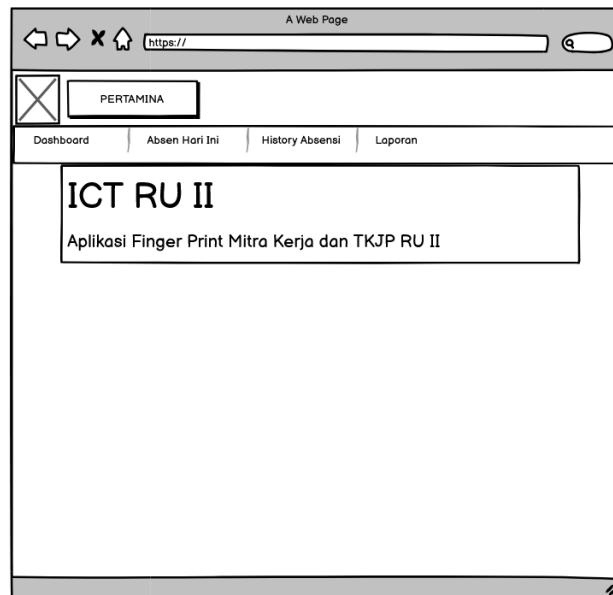 A Web Page
https://
PERTAMINA
Dashboard Absen Hari Ini History Absensi Laporan
ICT RU II
Aplikasi Finger Print Mitra Kerja dan TKJP RU II